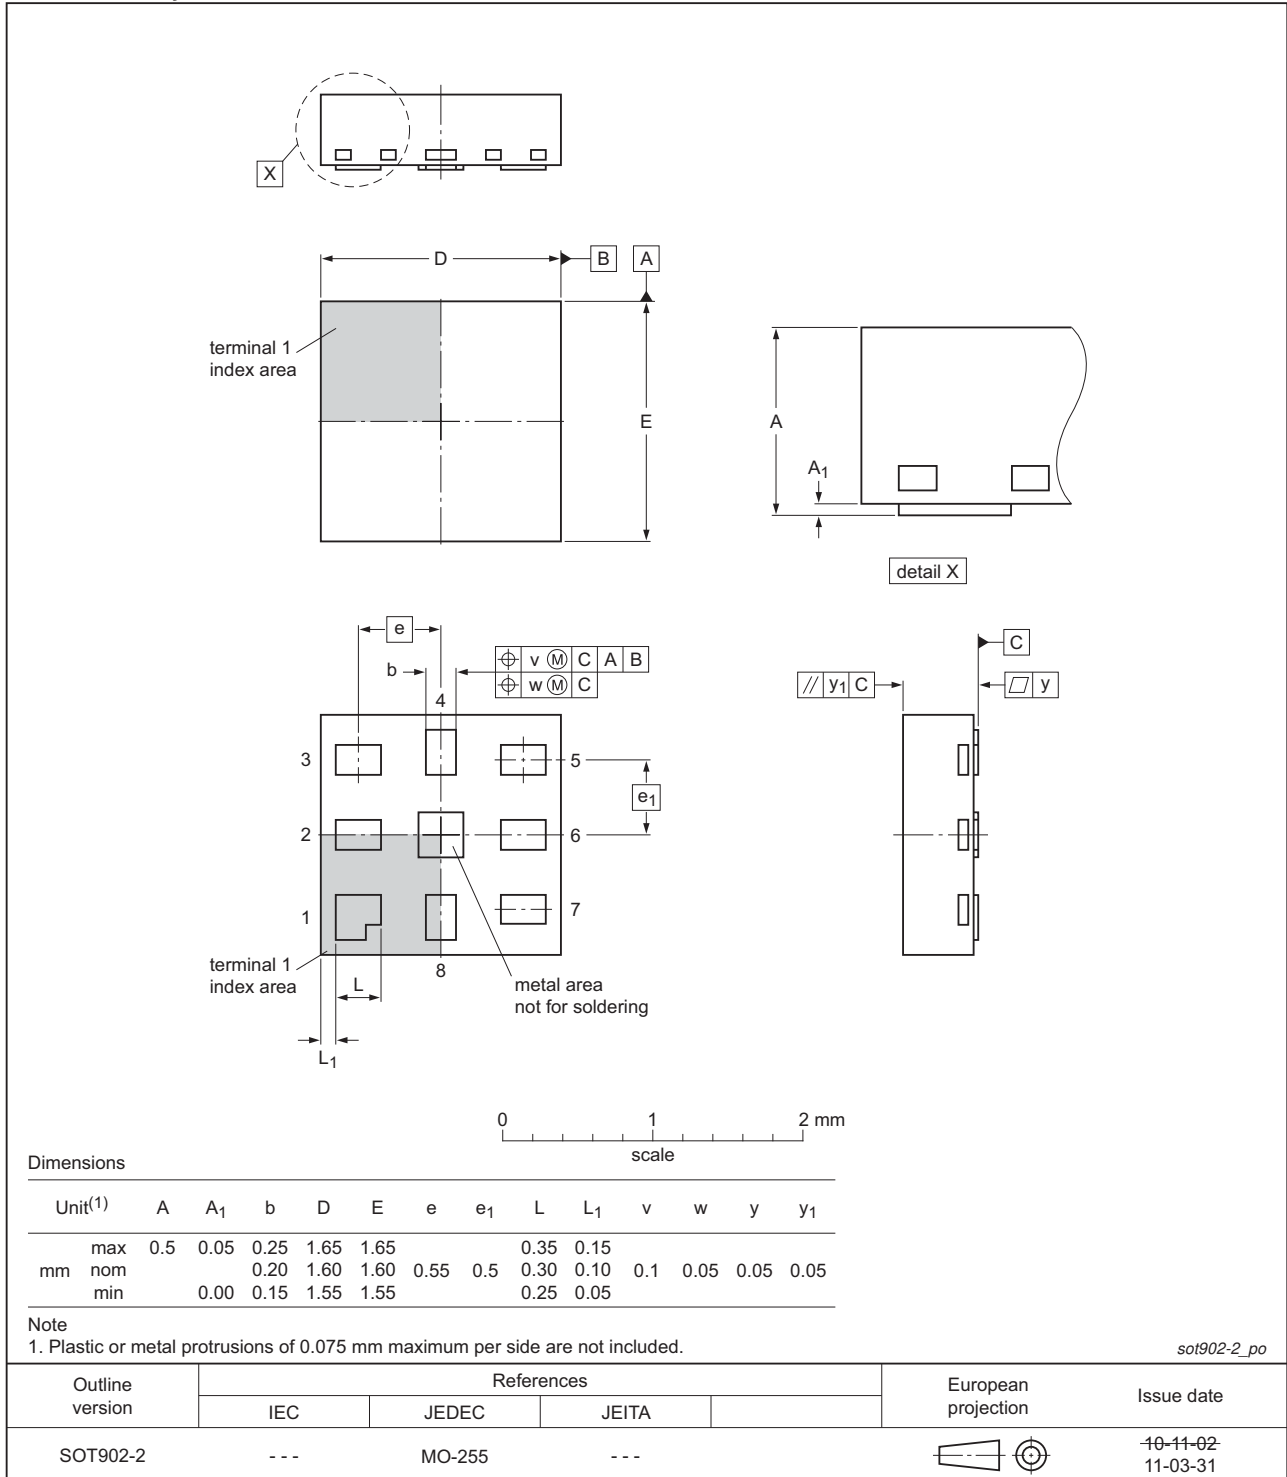 X
D
B
A
terminal 1
index area
E
A
A1
detail X
e
b
v M C A B
w M C
4
C
// y1 C
y
3
5
e1
2
6
1
7
terminal 1
index area
L
8
metal area
not for soldering
L1
0 1 2 mm
scale
Dimensions
Unit(1) A A1 b D E e e1 L L1 v w y y1
max 0.5 0.05 0.25 1.65 1.65 0.35 0.15
mm nom 0.20 1.60 1.60 0.55 0.5 0.30 0.10 0.1 0.05 0.05 0.05
min 0.00 0.15 1.55 1.55 0.25 0.05
Note
1. Plastic or metal protrusions of 0.075 mm maximum per side are not included.
sot902-2_po
Outline
version
References
European
projection
Issue date
IEC JEDEC JEITA
SOT902-2 - - - MO-255 - - -
10-11-02
11-03-31